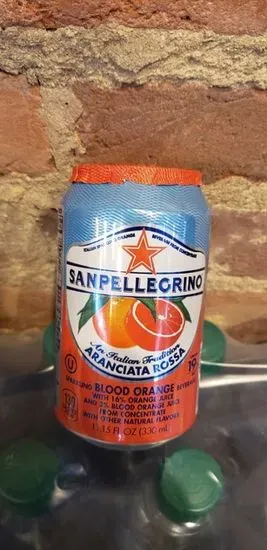 SANPELLEGRINO
An Italian Tradition
ARANCIATA ROSSA
U
SPARKLING BLOOD ORANGE BEVERAGE
WITH 16% ORANGE JUICE
AND 3% BLOOD ORANGE JUICE
FROM CONCENTRATE
WITH OTHER NATURAL FLAVORS
11.15 FL OZ (330 mL)